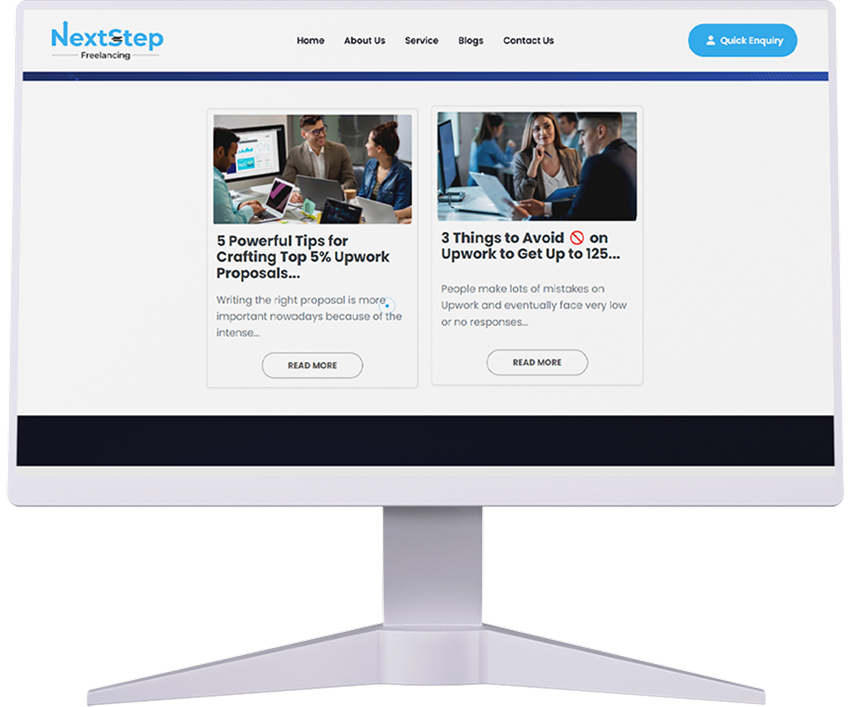 NextStep
Freelancing
Home About Us Service Blogs Contact Us
Quick Enquiry
5 Powerful Tips for
Crafting Top 5% Upwork
Proposals...
Writing the right proposal is more
important nowadays because of the
intense...
READ MORE
3 Things to Avoid 🚫 on
Upwork to Get Up to 125...
People make lots of mistakes on
Upwork and eventually face very low
or no responses...
READ MORE